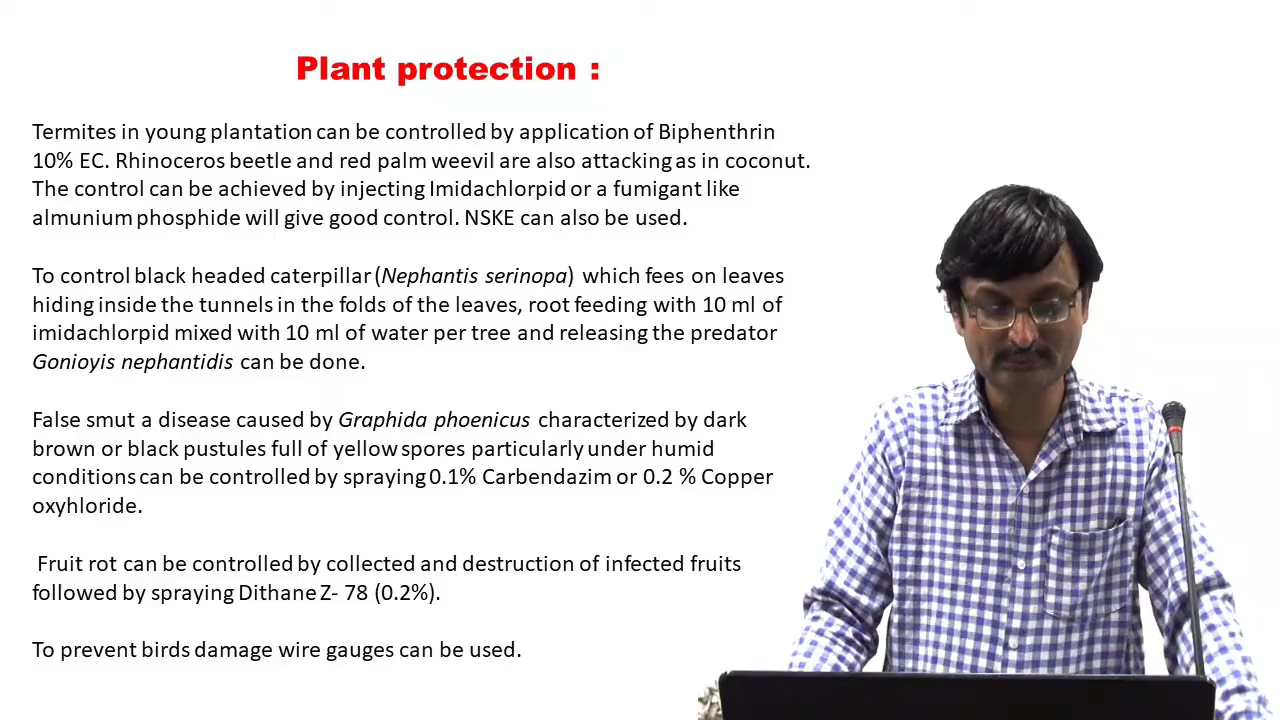 Plant protection :
Termites in young plantation can be controlled by application of Biphenthrin
10% EC. Rhinoceros beetle and red palm weevil are also attacking as in coconut.
The control can be achieved by injecting Imidachlorpid or a fumigant like
almunium phosphide will give good control. NSKE can also be used.
To control black headed caterpillar (Nephantis serinopa) which fees on leaves
hiding inside the tunnels in the folds of the leaves, root feeding with 10 ml of
imidachlorpid mixed with 10 ml of water per tree and releasing the predator
Gonioyis nephantidis can be done.
False smut a disease caused by Graphida phoenicus characterized by dark
brown or black pustules full of yellow spores particularly under humid
conditions can be controlled by spraying 0.1% Carbendazim or 0.2 % Copper
oxyhloride.
Fruit rot can be controlled by collected and destruction of infected fruits
followed by spraying Dithane Z- 78 (0.2%).
To prevent birds damage wire gauges can be used.